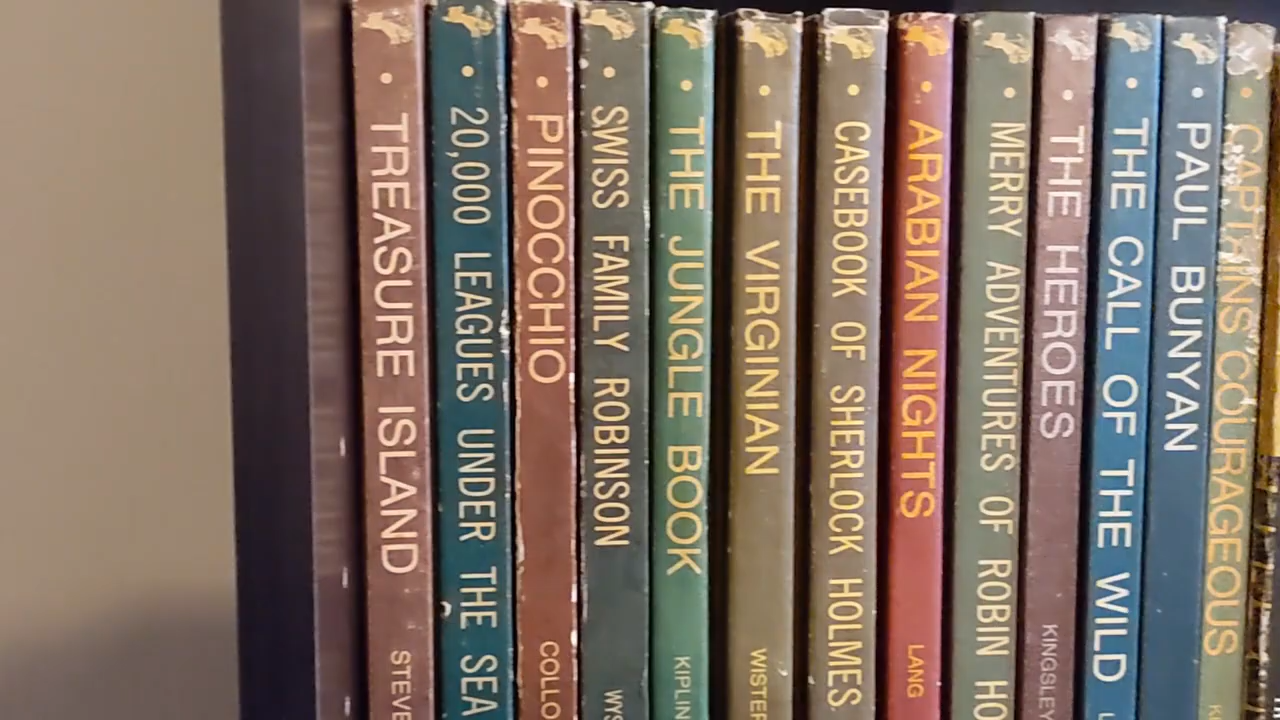 TREASURE ISLAND STEVE
20,000 LEAGUES UNDER THE SEA
PINOCCHIO COLLO
SWISS FAMILY ROBINSON WYS
THE JUNGLE BOOK KIPLIN
THE VIRGINIAN WISTER
CASEBOOK OF SHERLOCK HOLMES
ARABIAN NIGHTS LANG
MERRY ADVENTURES OF ROBIN HO
THE HEROES KINGSLEY
THE CALL OF THE WILD L
PAUL BUNYAN
CAPTAINS COURAGEOUS K